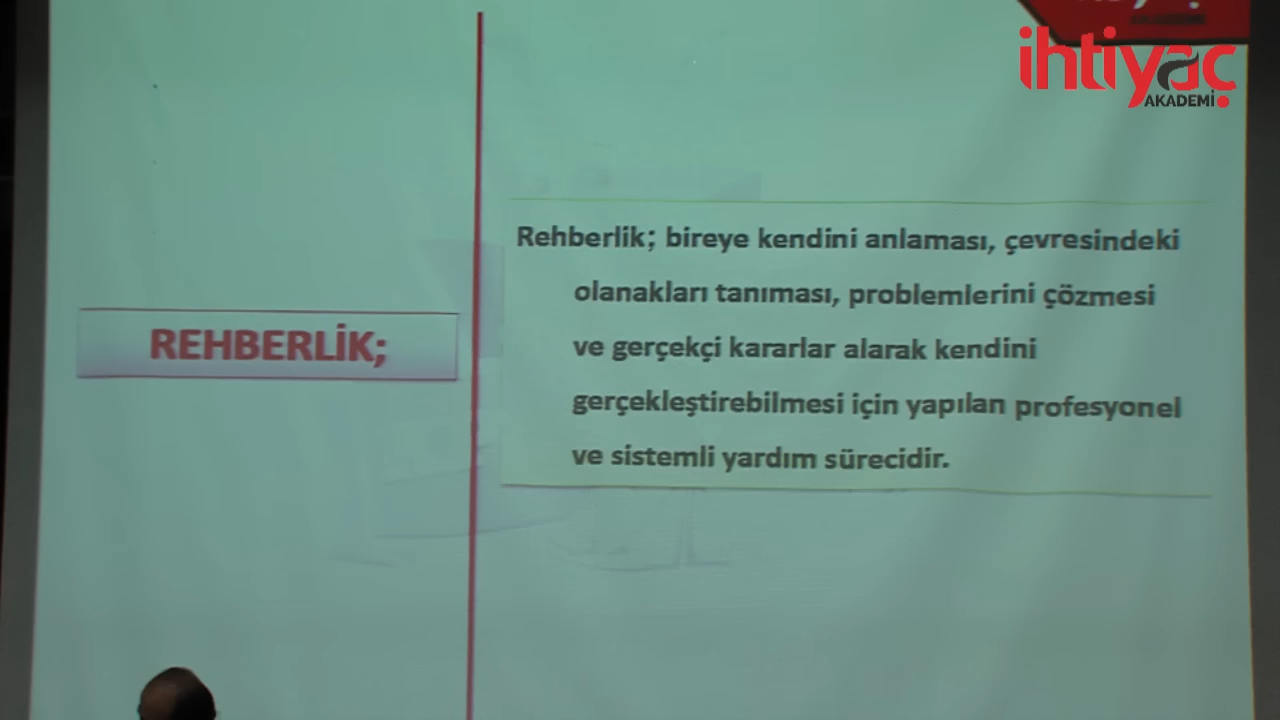 ihtiyaç
AKADEMİ
REHBERLİK;
Rehberlik; bireye kendini anlaması, çevresindeki
olanakları tanıması, problemlerini çözmesi
ve gerçekçi kararlar alarak kendini
gerçekleştirebilmesi için yapılan profesyonel
ve sistemli yardım sürecidir.